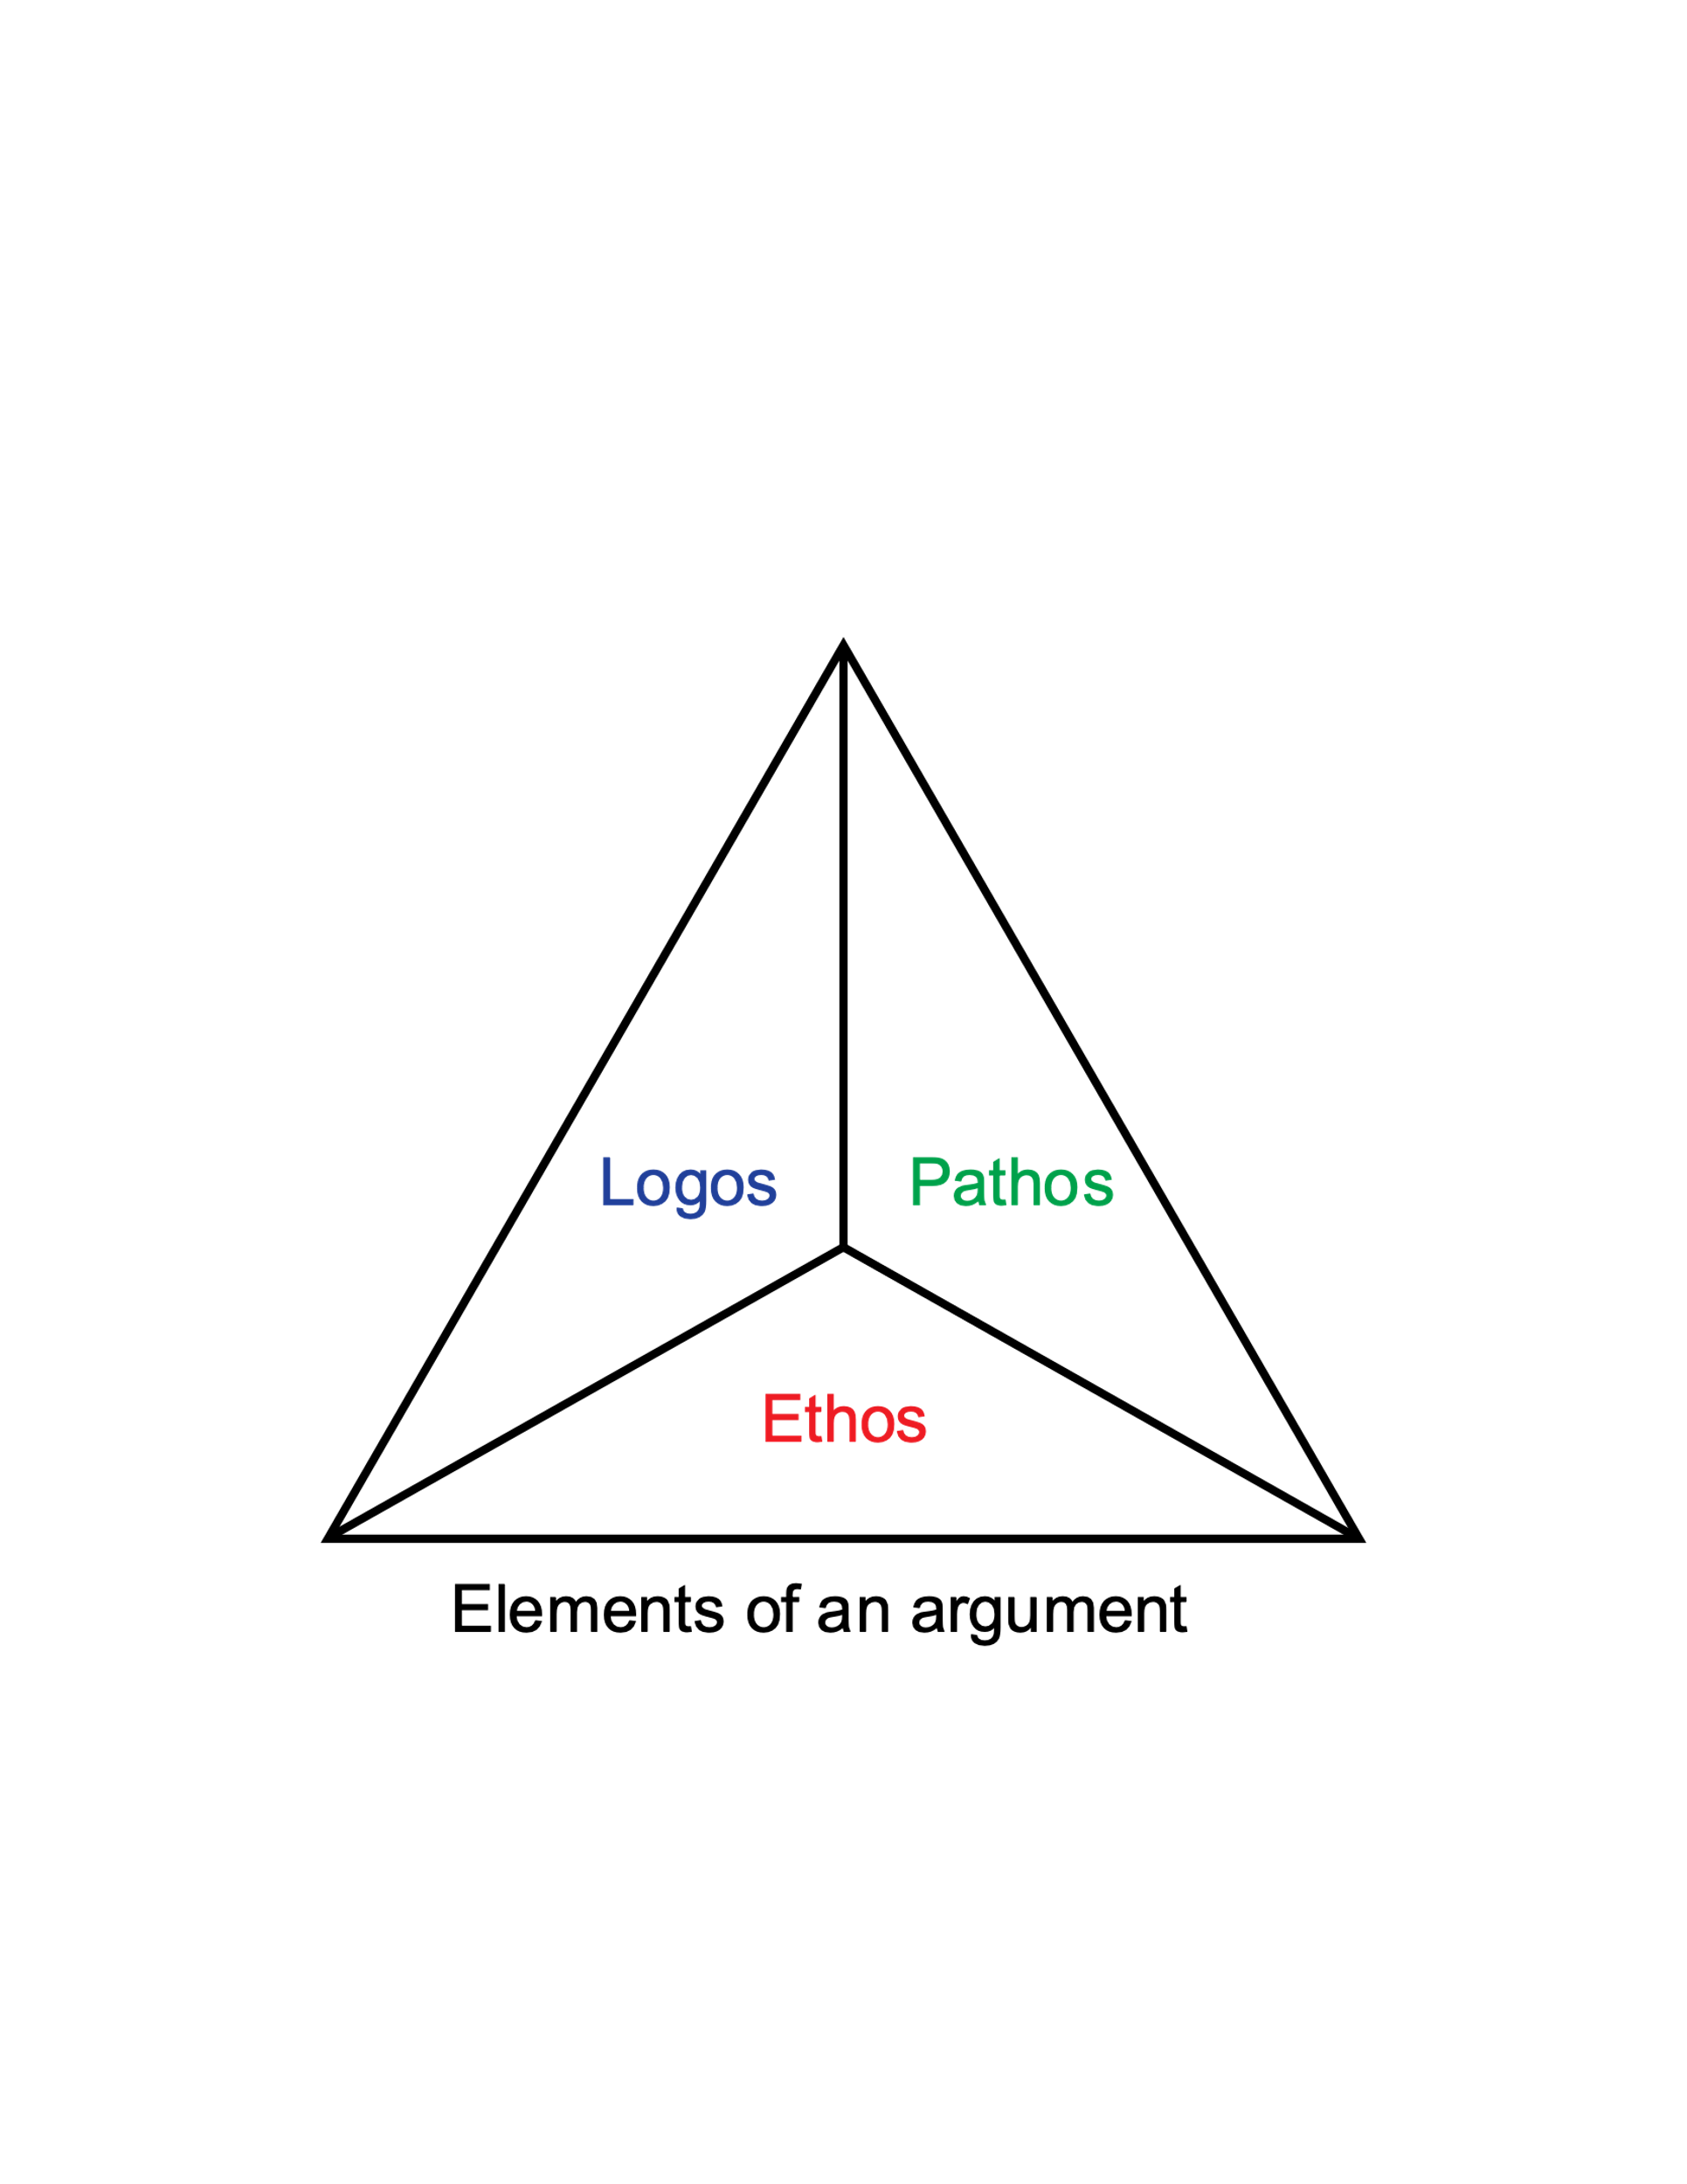 Logos
Pathos
Ethos
Elements of an argument